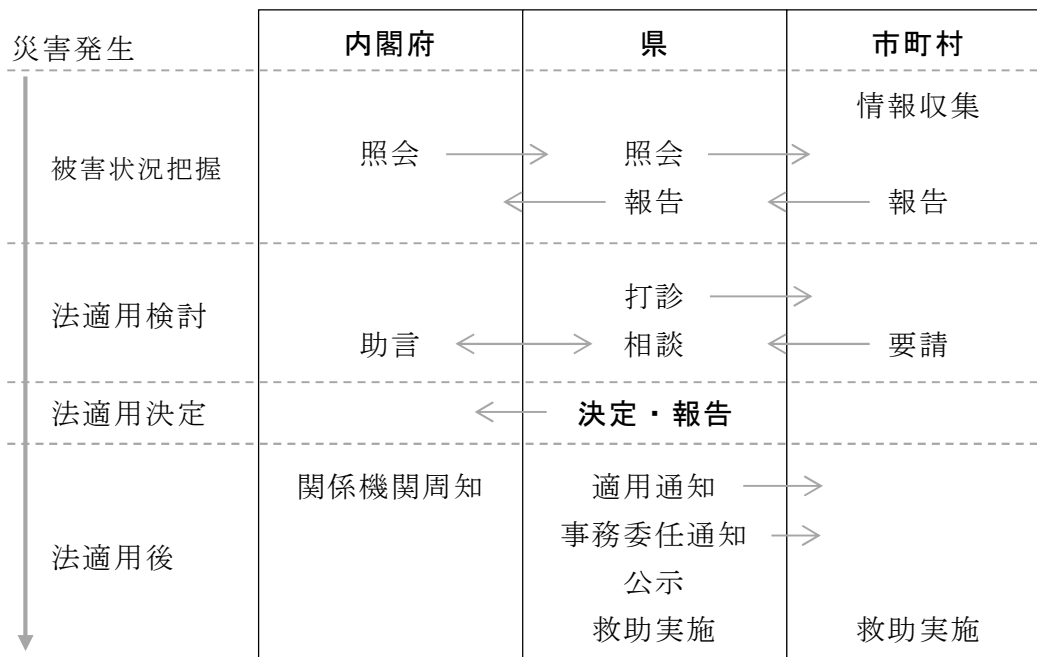 災害発生
内閣府
県
市町村
被害状況把握
情報収集
照会
照会
報告
報告
法適用検討
打診
助言
相談
要請
法適用決定
決定・報告
法適用後
関係機関周知
適用通知
事務委任通知
公示
救助実施
救助実施